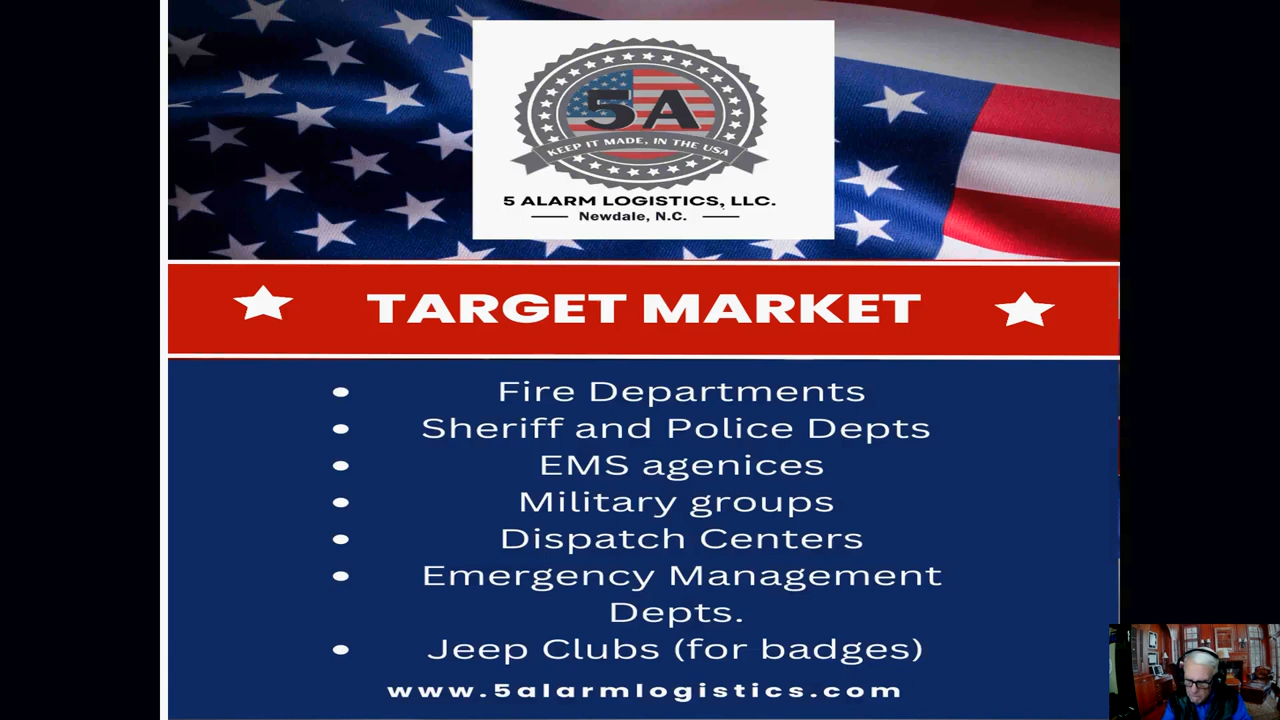 5A
KEEP IT MADE, IN THE USA
5 ALARM LOGISTICS, LLC.
Newdale, N.C.
TARGET MARKET
• Fire Departments
• Sheriff and Police Depts
• EMS agenices
• Military groups
• Dispatch Centers
• Emergency Management
Depts.
• Jeep Clubs (for badges)
www.5alarmlogistics.com